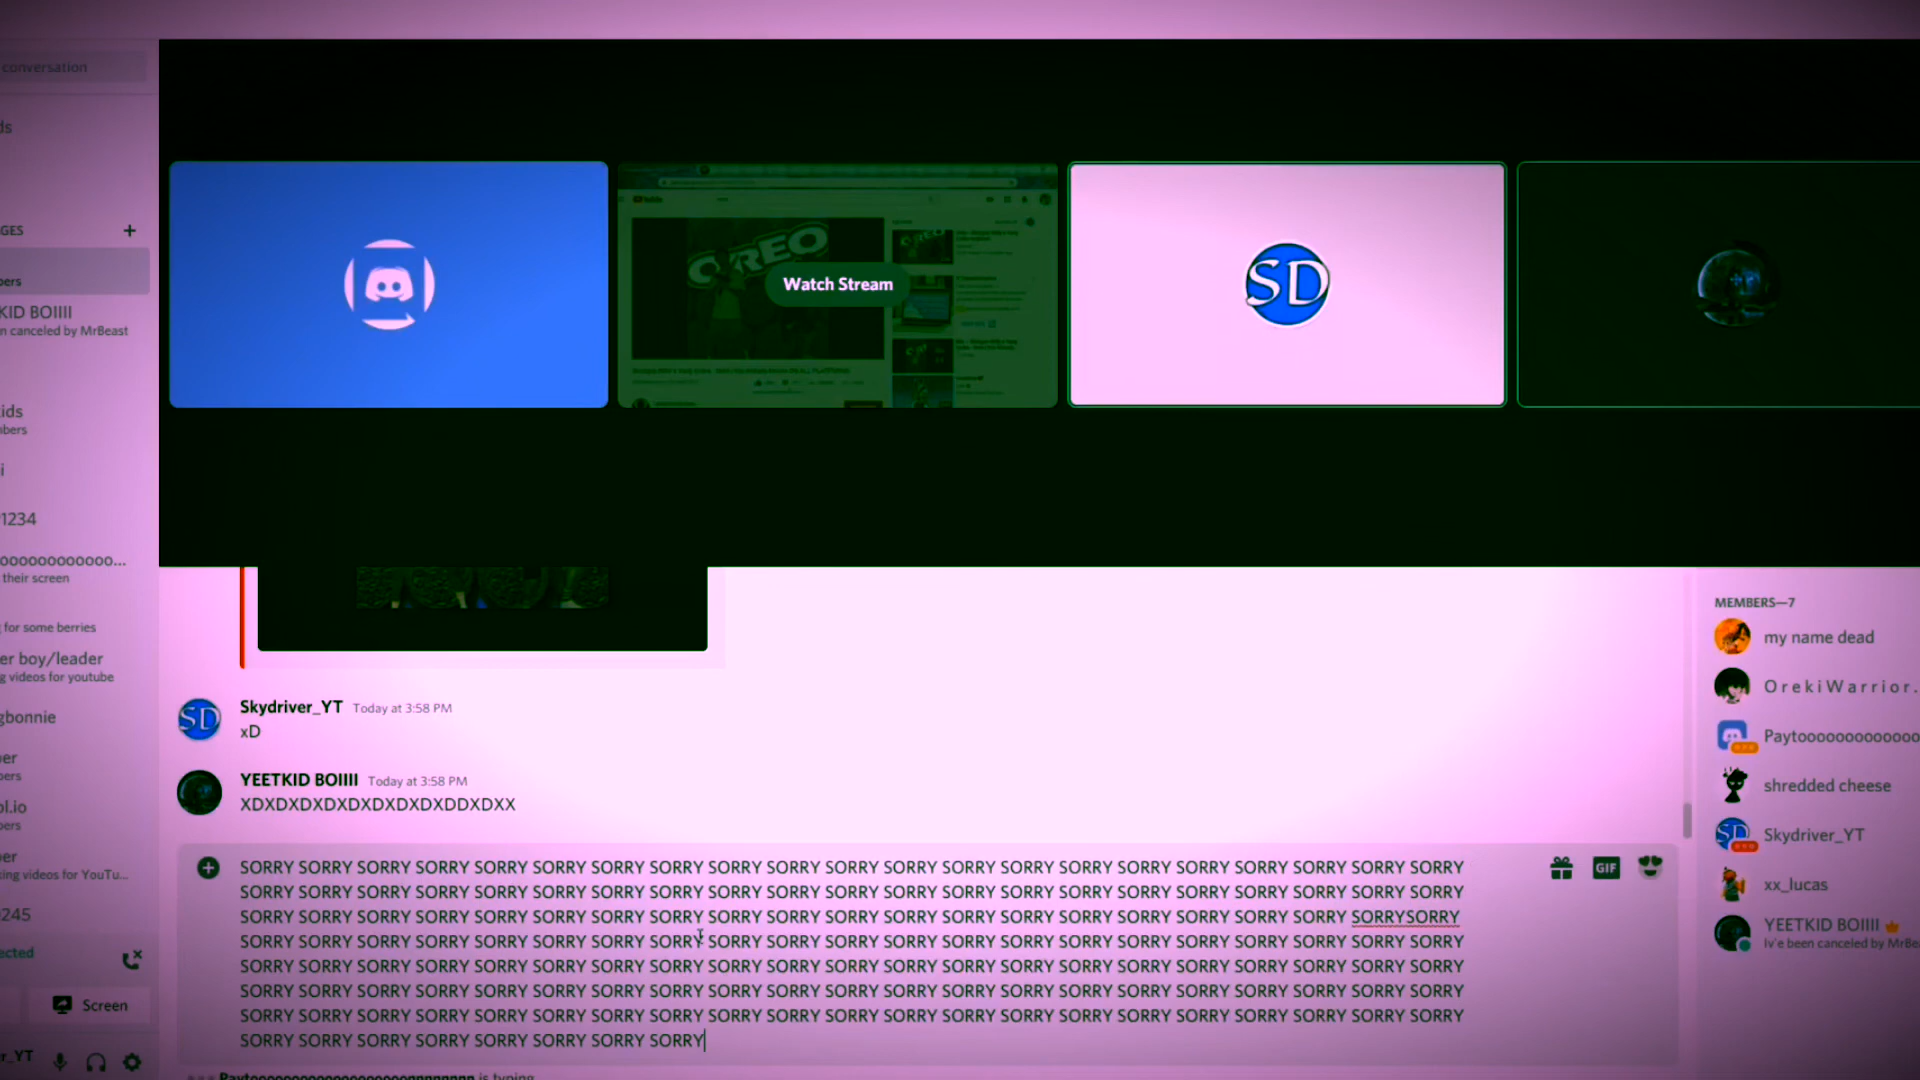 conversation
ds
GES +
bers
KID BOIIII
n canceled by MrBeast
ids
nbers
i
1234
oooooooooooo...
their screen
for some berries
er boy/leader
g videos for youtube
gbonnie
er
pers
ol.io
bers
er
king videos for YouTu...
0245
ected
Screen
r_YT
OREO
Watch Stream
SD
Skydriver_YT Today at 3:58 PM
xD
YEETKID BOIIII Today at 3:58 PM
XDXDXDXDXDXDXDXDXDDXDXX
SORRY SORRY SORRY SORRY SORRY SORRY SORRY SORRY SORRY SORRY SORRY SORRY SORRY SORRY SORRY SORRY SORRY SORRY SORRY SORRY SORRY
SORRY SORRY SORRY SORRY SORRY SORRY SORRY SORRY SORRY SORRY SORRY SORRY SORRY SORRY SORRY SORRY SORRY SORRY SORRY SORRY SORRY
SORRY SORRY SORRY SORRY SORRY SORRY SORRY SORRY SORRY SORRY SORRY SORRY SORRY SORRY SORRY SORRY SORRY SORRY SORRY SORRYSORRY
SORRY SORRY SORRY SORRY SORRY SORRY SORRY SORRY SORRY SORRY SORRY SORRY SORRY SORRY SORRY SORRY SORRY SORRY SORRY SORRY SORRY
SORRY SORRY SORRY SORRY SORRY SORRY SORRY SORRY SORRY SORRY SORRY SORRY SORRY SORRY SORRY SORRY SORRY SORRY SORRY SORRY SORRY
SORRY SORRY SORRY SORRY SORRY SORRY SORRY SORRY SORRY SORRY SORRY SORRY SORRY SORRY SORRY SORRY SORRY SORRY SORRY SORRY SORRY
SORRY SORRY SORRY SORRY SORRY SORRY SORRY SORRY SORRY SORRY SORRY SORRY SORRY SORRY SORRY SORRY SORRY SORRY SORRY SORRY SORRY
SORRY SORRY SORRY SORRY SORRY SORRY SORRY SORRY
GIF
is typing
MEMBERS—7
my name dead
OrekiWarrior.
Paytooooooooooooo
shredded cheese
Skydriver_YT
xx_lucas
YEETKID BOIIII
Iv'e been canceled by MrBe